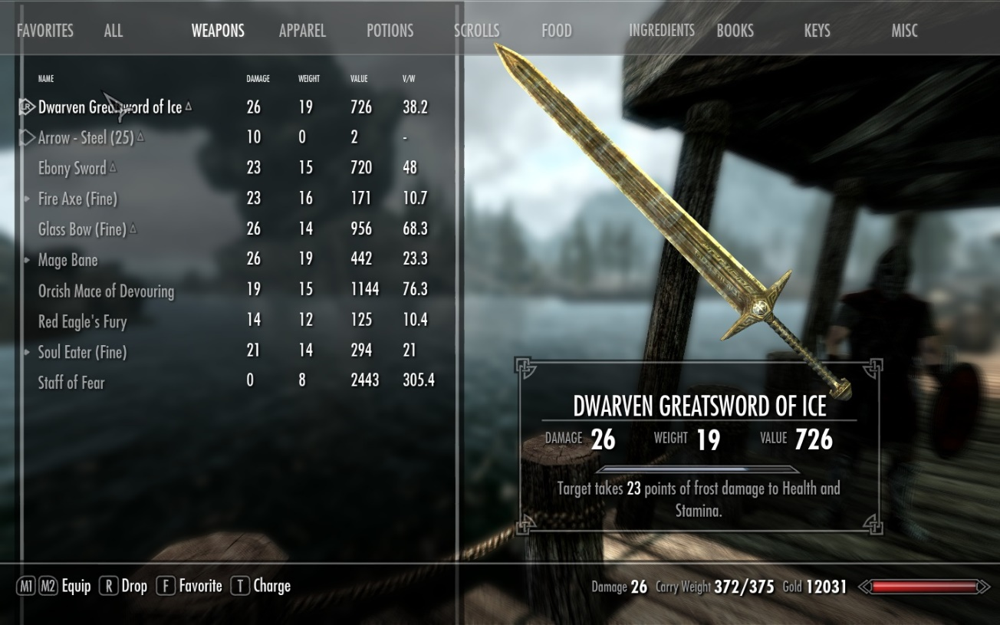 FAVORITES ALL WEAPONS APPAREL POTIONS SCROLLS FOOD INGREDIENTS BOOKS KEYS MISC
NAME DAMAGE WEIGHT VALUE V/W
LR Dwarven Greatsword of Ice 26 19 726 38.2
Arrow - Steel (25) 10 0 2 -
Ebony Sword 23 15 720 48
Fire Axe (Fine) 23 16 171 10.7
Glass Bow (Fine) 26 14 956 68.3
Mage Bane 26 19 442 23.3
Orcish Mace of Devouring 19 15 1144 76.3
Red Eagle's Fury 14 12 125 10.4
Soul Eater (Fine) 21 14 294 21
Staff of Fear 0 8 2443 305.4
DWARVEN GREATSWORD OF ICE
DAMAGE 26 WEIGHT 19 VALUE 726
Target takes 23 points of frost damage to Health and
Stamina.
M1 M2 Equip R Drop F Favorite T Charge
Damage 26 Carry Weight 372/375 Gold 12031